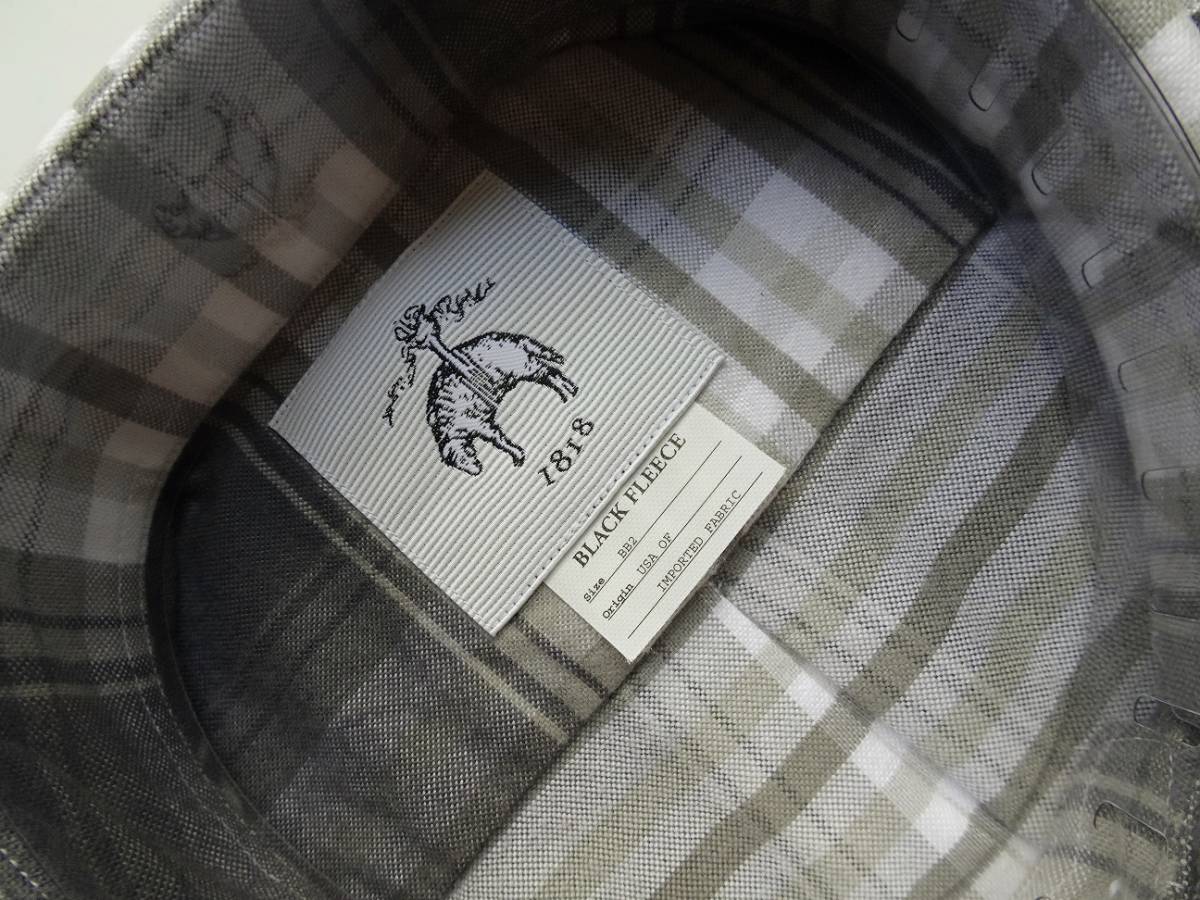 1818
BLACK FLEECE
Size BB2
Origin USA OF
IMPORTED FABRIC